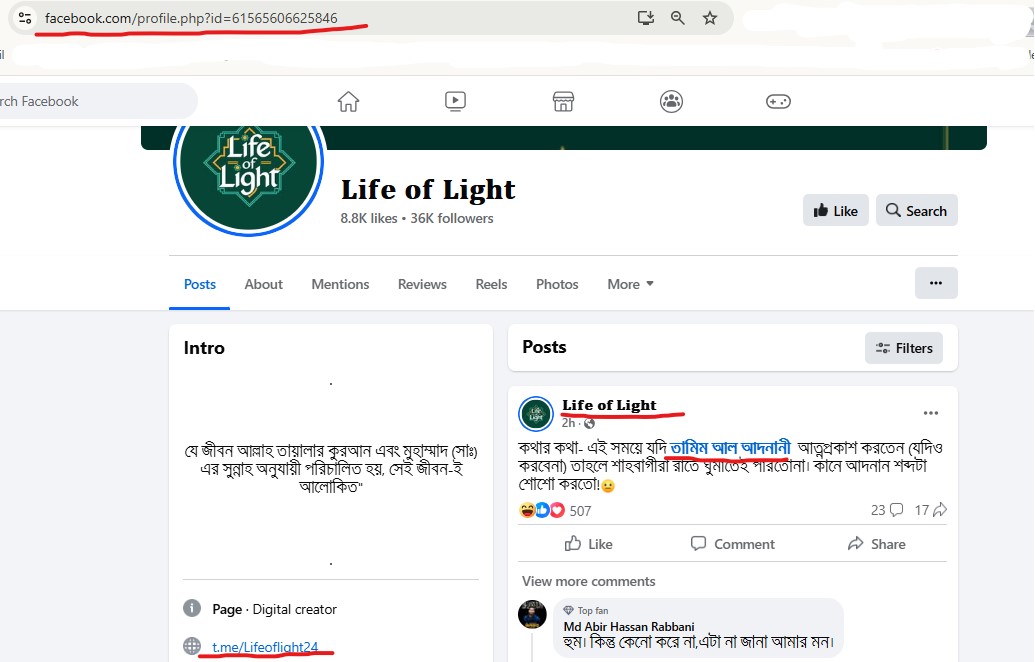 facebook.com/profile.php?id=61565606625846
rch Facebook
Life
of
Light
Life of Light
8.8K likes • 36K followers
Like
Search
Posts
About
Mentions
Reviews
Reels
Photos
More
Intro
.
যে জীবন আল্লাহ তায়ালার কুরআন এবং মুহাম্মাদ (সাঃ)
এর সুন্নাহ অনুযায়ী পরিচালিত হয়, সেই জীবন-ই
আলোকিত"
.
Page · Digital creator
t.me/Lifeoflight24
Posts
Filters
Life of Light
2h ·
কথার কথা- এই সময়ে যদি তামিম আল আদনানী আত্নপ্রকাশ করতেন (যদিও
করবেনা) তাহলে শাহবাগীরা রাতে ঘুমাতেই পারতোনা। কানে আদনান শব্দটা
শোশো করতো!😐
507
23
17
Like
Comment
Share
View more comments
Top fan
Md Abir Hassan Rabbani
হুম। কিন্তু কেনো করে না,এটা না জানা আমার মন।